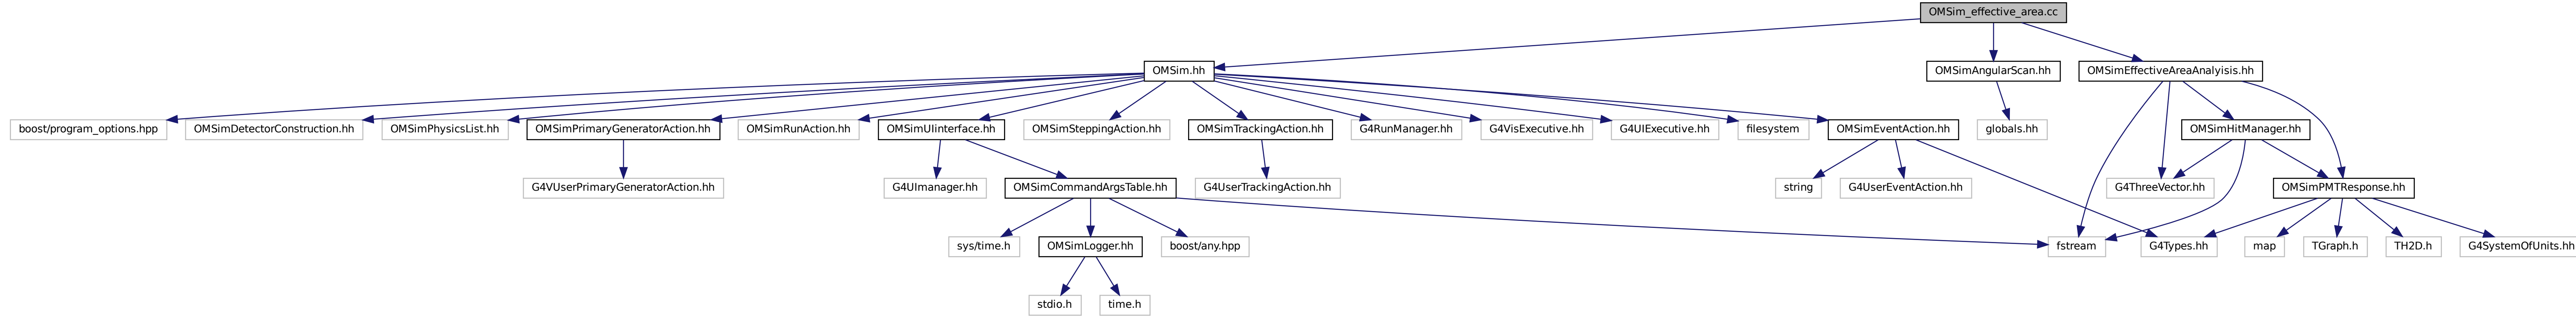 OMSim_effective_area.cc
OMSim.hh
OMSimAngularScan.hh
OMSimEffectiveAreaAnalyisis.hh
boost/program_options.hpp
OMSimDetectorConstruction.hh
OMSimPhysicsList.hh
OMSimPrimaryGeneratorAction.hh
OMSimRunAction.hh
OMSimUIinterface.hh
OMSimSteppingAction.hh
OMSimTrackingAction.hh
G4RunManager.hh
G4VisExecutive.hh
G4UIExecutive.hh
filesystem
OMSimEventAction.hh
globals.hh
OMSimHitManager.hh
G4VUserPrimaryGeneratorAction.hh
G4UImanager.hh
OMSimCommandArgsTable.hh
G4UserTrackingAction.hh
string
G4UserEventAction.hh
G4ThreeVector.hh
OMSimPMTResponse.hh
sys/time.h
OMSimLogger.hh
boost/any.hpp
fstream
G4Types.hh
map
TGraph.h
TH2D.h
G4SystemOfUnits.hh
stdio.h
time.h